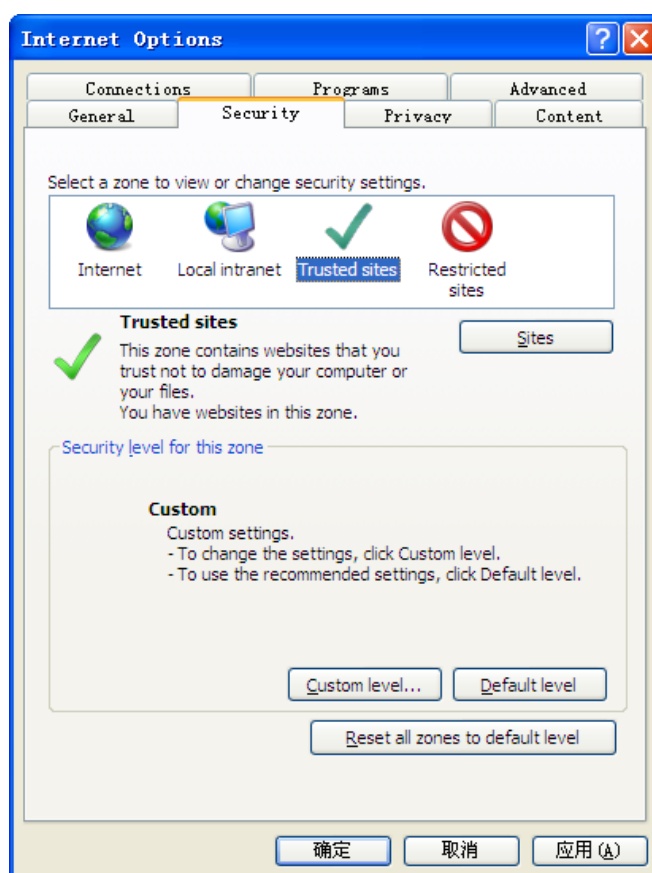 Internet Options
Connections Programs Advanced
General Security Privacy Content
Select a zone to view or change security settings.
Internet Local intranet Trusted sites Restricted
sites
Trusted sites
Sites
This zone contains websites that you
trust not to damage your computer or
your files.
You have websites in this zone.
Security level for this zone
Custom
Custom settings.
- To change the settings, click Custom level.
- To use the recommended settings, click Default level.
Custom level... Default level
Reset all zones to default level
确定 取消 应用(A)